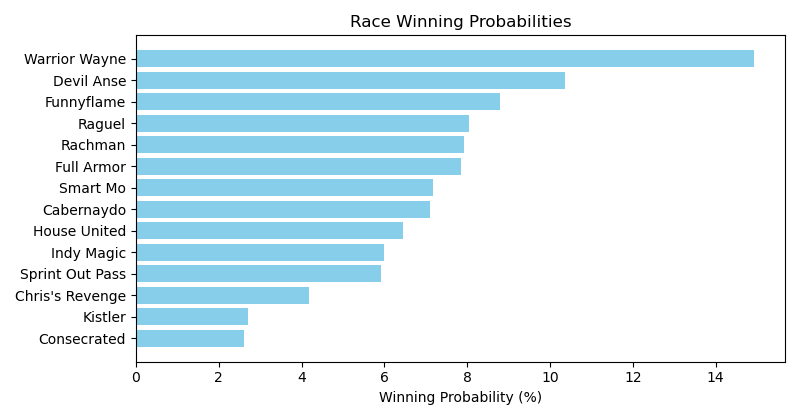 Race Winning Probabilities
Warrior Wayne
Devil Anse
Funnyflame
Raguel
Rachman
Full Armor
Smart Mo
Cabernaydo
House United
Indy Magic
Sprint Out Pass
Chris's Revenge
Kistler
Consecrated
0 2 4 6 8 10 12 14
Winning Probability (%)